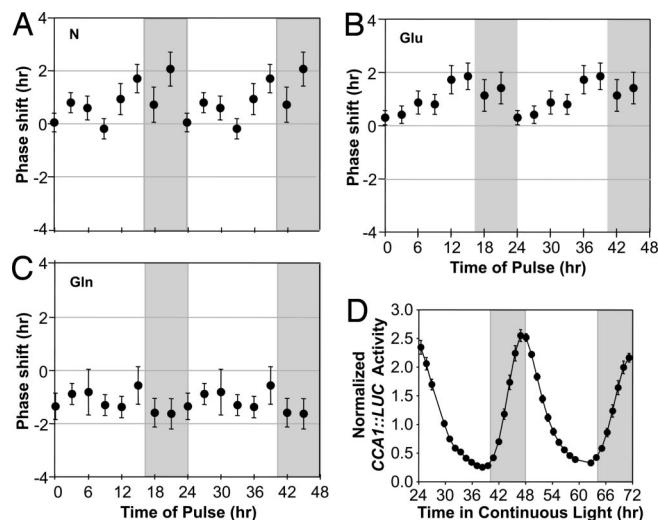 A
N
Phase shift (hr)
4
2
0
-2
-4
B
Glu
Phase shift (hr)
4
2
0
-2
-4
0 6 12 18 24 30 36 42 48
Time of Pulse (hr)
C
Gln
Phase shift (hr)
4
2
0
-2
-4
0 6 12 18 24 30 36 42 48
Time of Pulse (hr)
D
Normalized
CCA1::LUC Activity
3.0
2.5
2.0
1.5
1.0
0.5
0.0
24 30 36 42 48 54 60 66 72
Time in Continuous Light (hr)